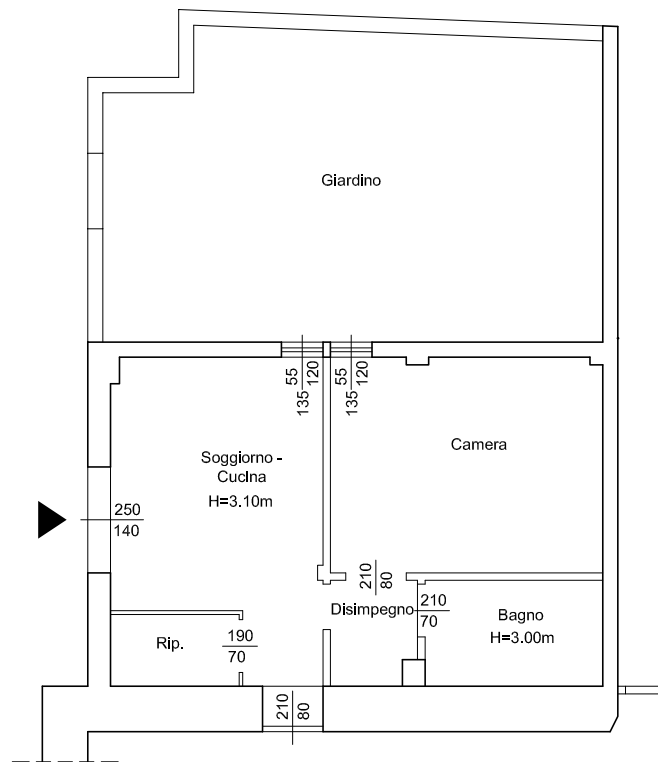 Giardino
55
120
135
55
120
135
Camera
Soggiorno -
Cucina
H=3.10m
250
140
210
80
Disimpegno
210
70
Bagno
H=3.00m
Rip.
190
70
210
80